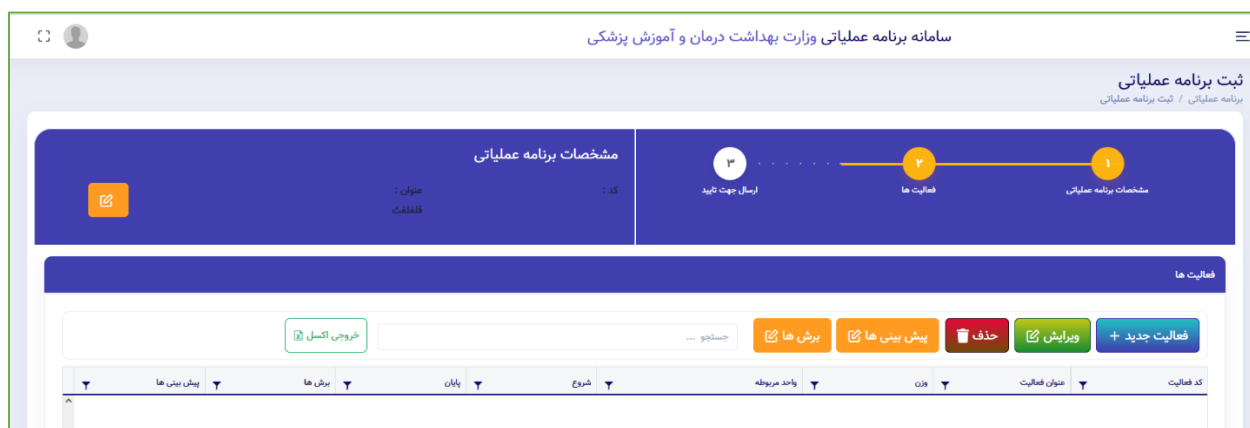 سامانه برنامه عملیاتی وزارت بهداشت درمان و آموزش پزشکی
ثبت برنامه عملیاتی
برنامه عملیاتی / ثبت برنامه عملیاتی
۱
۲
۳
مشخصات برنامه عملیاتی
فعالیت ها
ارسال جهت تایید
مشخصات برنامه عملیاتی
کد :
عنوان :
قلفلفت
فعالیت ها
فعالیت جدید +
ویرایش
حذف
پیش بینی ها
برش ها
جستجو ...
خروجی اکسل
کد فعالیت
عنوان فعالیت
وزن
واحد مربوطه
شروع
پایان
برش ها
پیش بینی ها